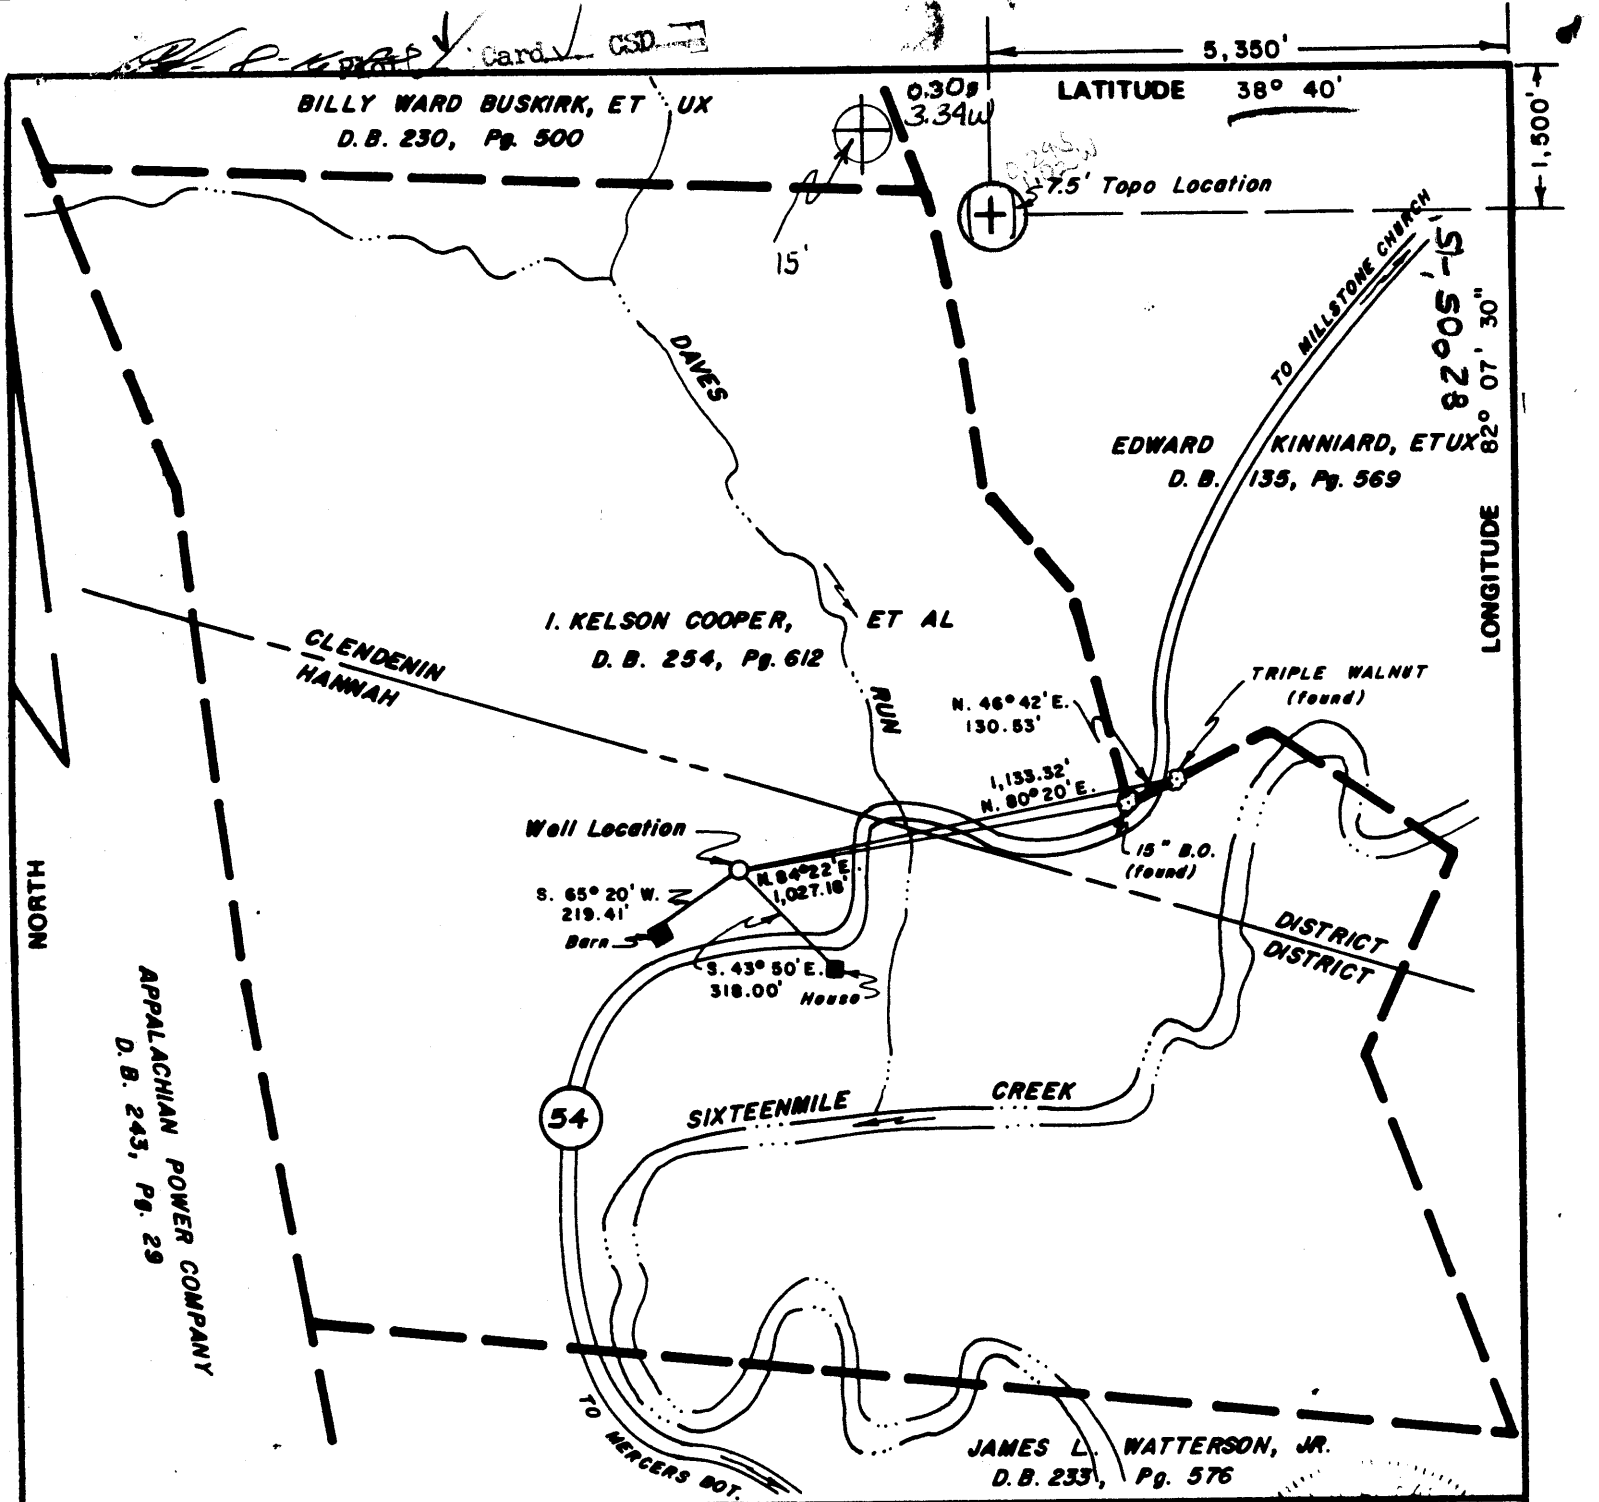 Card CSD
5,350'
BILLY WARD BUSKIRK, ET UX
D.B. 230, Pg. 500
0.30s
3.34w
LATITUDE 38° 40'
1,500'
7.5' Topo Location
15'
TO MILLSTONE CHURCH
82°05'-15'
LONGITUDE 82° 07' 30"
DAVES RUN
EDWARD KINNIARD, ETUX
D.B. 135, Pg. 569
I. KELSON COOPER, ET AL
D.B. 254, Pg. 612
CLENDENIN DISTRICT
HANNAH DISTRICT
TRIPLE WALNUT
(found)
N. 46° 42' E.
130.53'
1,133.32'
N. 80° 20' E.
Well Location
15" B.O.
(found)
N. 84° 22' E.
1,027.18'
S. 65° 20' W.
219.41'
Barn
S. 43° 50' E.
318.00'
House
NORTH
APPALACHIAN POWER COMPANY
D.B. 243, Pg. 29
54
SIXTEENMILE CREEK
TO MERCERS BOT.
JAMES L. WATTERSON, JR.
D.B. 233, Pg. 576